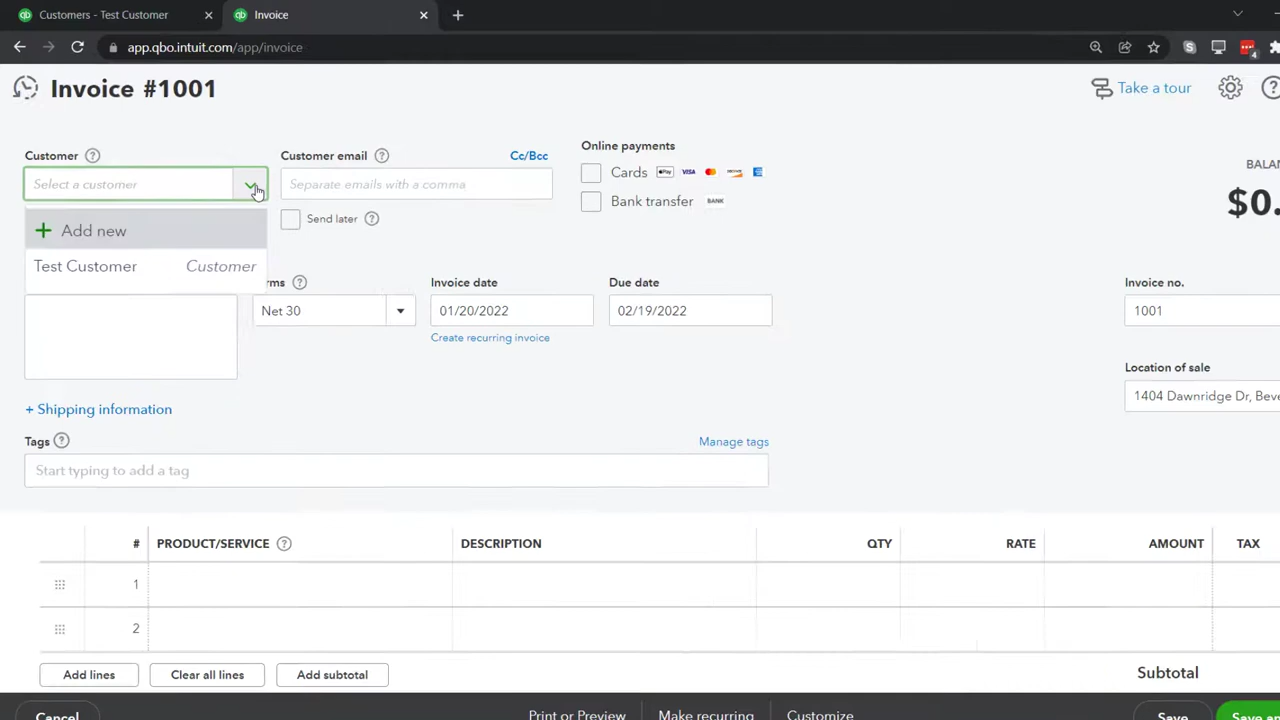 Customers - Test Customer
Invoice
app.qbo.intuit.com/app/invoice
4
Invoice #1001
Take a tour
Customer
Customer email
Cc/Bcc
Online payments
BALAN
Select a customer
Separate emails with a comma
Cards
Pay
VISA
$0.
Add new
Send later
Bank transfer
BANK
Test Customer
Customer
rms
Invoice date
Due date
Invoice no.
Net 30
01/20/2022
02/19/2022
1001
Create recurring invoice
Location of sale
1404 Dawnridge Dr, Beve
+ Shipping information
Tags
Manage tags
Start typing to add a tag
#
PRODUCT/SERVICE
DESCRIPTION
QTY
RATE
AMOUNT
TAX
1
2
Add lines
Clear all lines
Add subtotal
Subtotal
Cancel
Print or Preview
Make recurring
Customize
Save
Save an